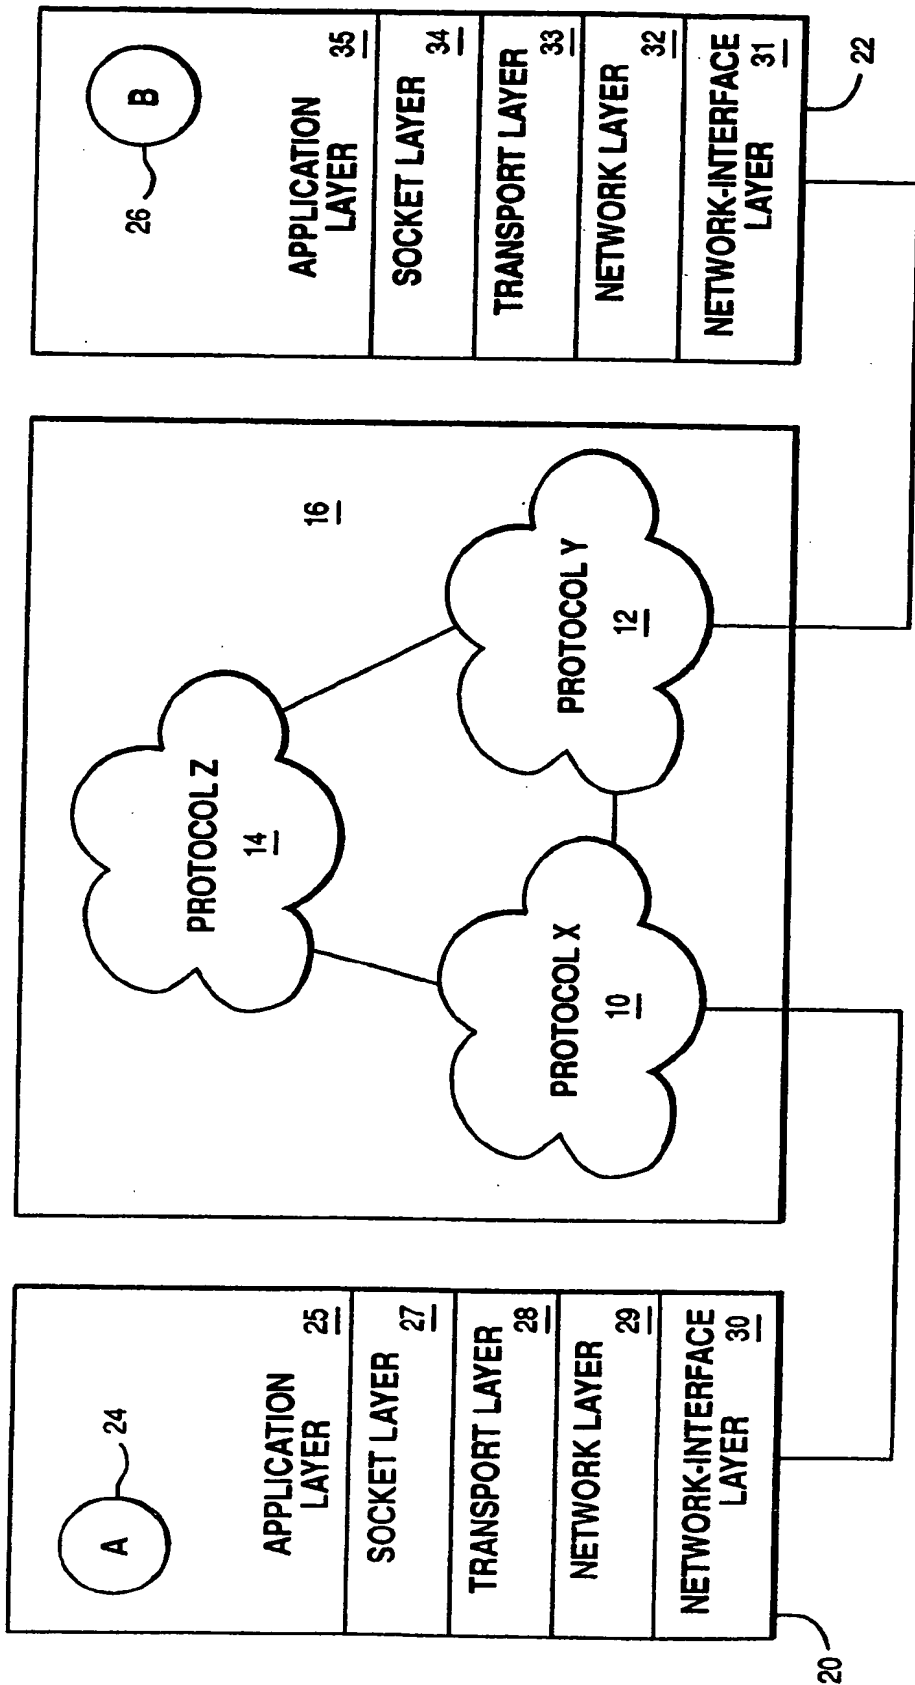 A
24
APPLICATION
LAYER
25
SOCKET LAYER
27
TRANSPORT LAYER
28
NETWORK LAYER
29
NETWORK-INTERFACE
LAYER
30
20
16
PROTOCOL Z
14
PROTOCOL X
10
PROTOCOL Y
12
B
26
APPLICATION
LAYER
35
SOCKET LAYER
34
TRANSPORT LAYER
33
NETWORK LAYER
32
NETWORK-INTERFACE
LAYER
31
22